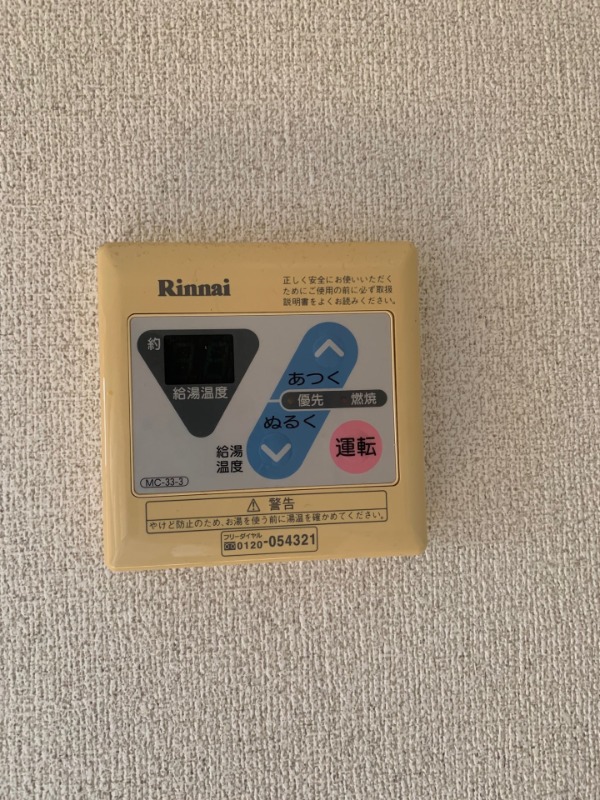 Rinnai
正しく安全にお使いいただく
ためにご使用の前に必ず取扱
説明書をよくお読みください。
約
給湯温度
あつく
優先 燃焼
ぬるく
給湯
温度
運転
MC-33-3
⚠ 警告
やけど防止のため、お湯を使う前に湯温を確かめてください。
フリーダイヤル
0120-054321